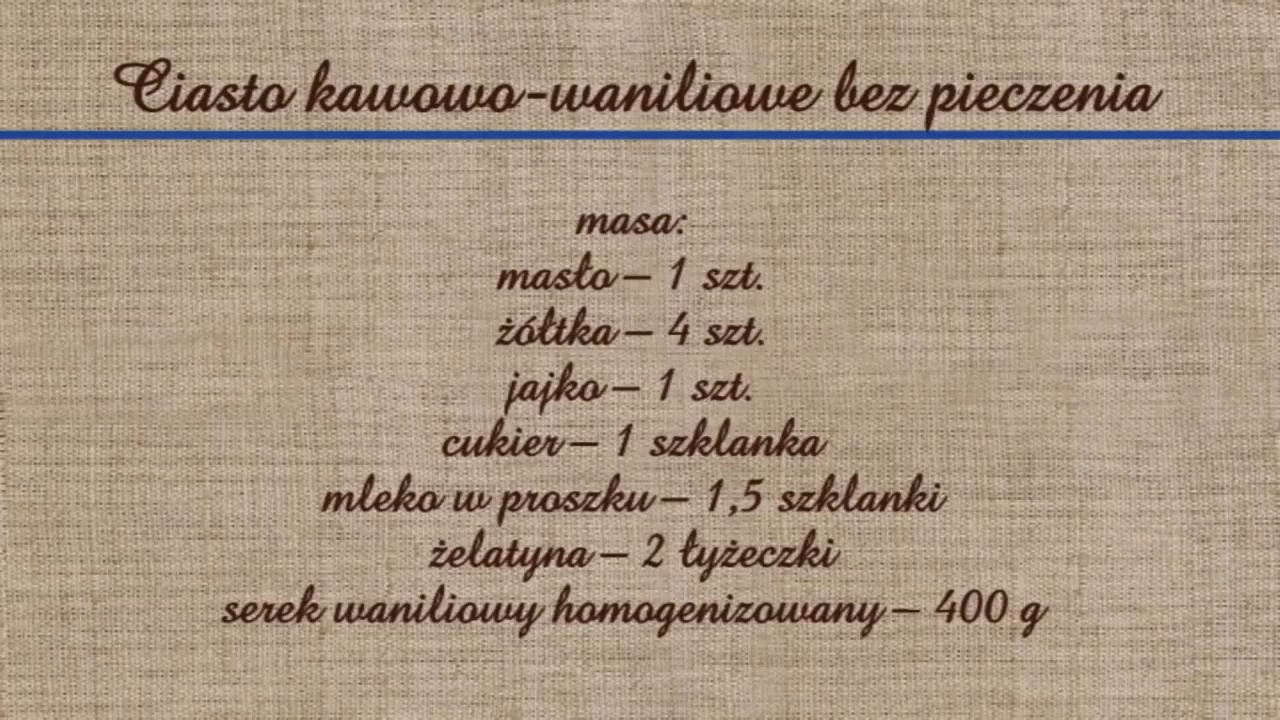 Ciasto kawowo-waniliowe bez pieczenia
masa:
masło – 1 szt.
żółtka – 4 szt.
jajko – 1 szt.
cukier – 1 szklanka
mleko w proszku – 1,5 szklanki
żelatyna – 2 łyżeczki
serek waniliowy homogenizowany – 400 g